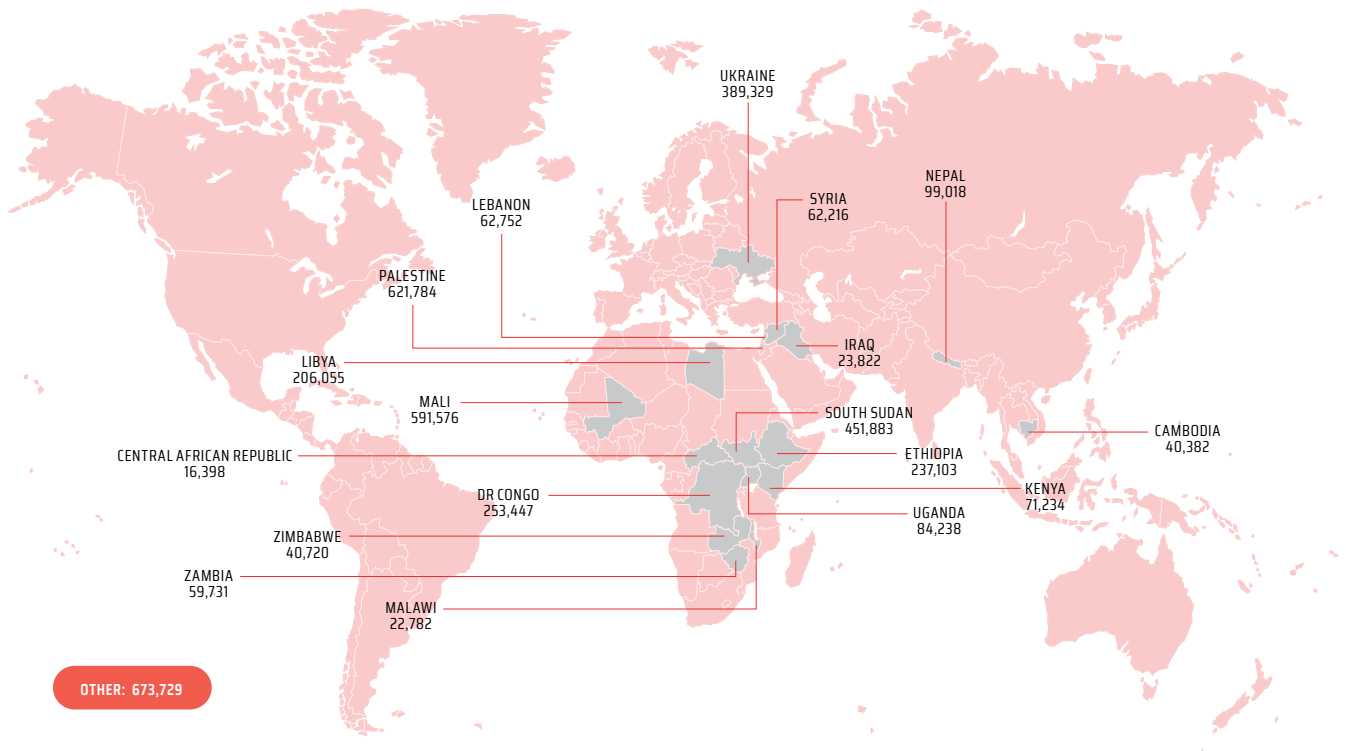 UKRAINE
389,329
NEPAL
99,018
SYRIA
62,216
LEBANON
62,752
PALESTINE
621,784
IRAQ
23,822
LIBYA
206,055
MALI
591,576
SOUTH SUDAN
451,883
CAMBODIA
40,382
CENTRAL AFRICAN REPUBLIC
16,398
ETHIOPIA
237,103
KENYA
71,234
DR CONGO
253,447
UGANDA
84,238
ZIMBABWE
40,720
ZAMBIA
59,731
MALAWI
22,782
OTHER: 673,729